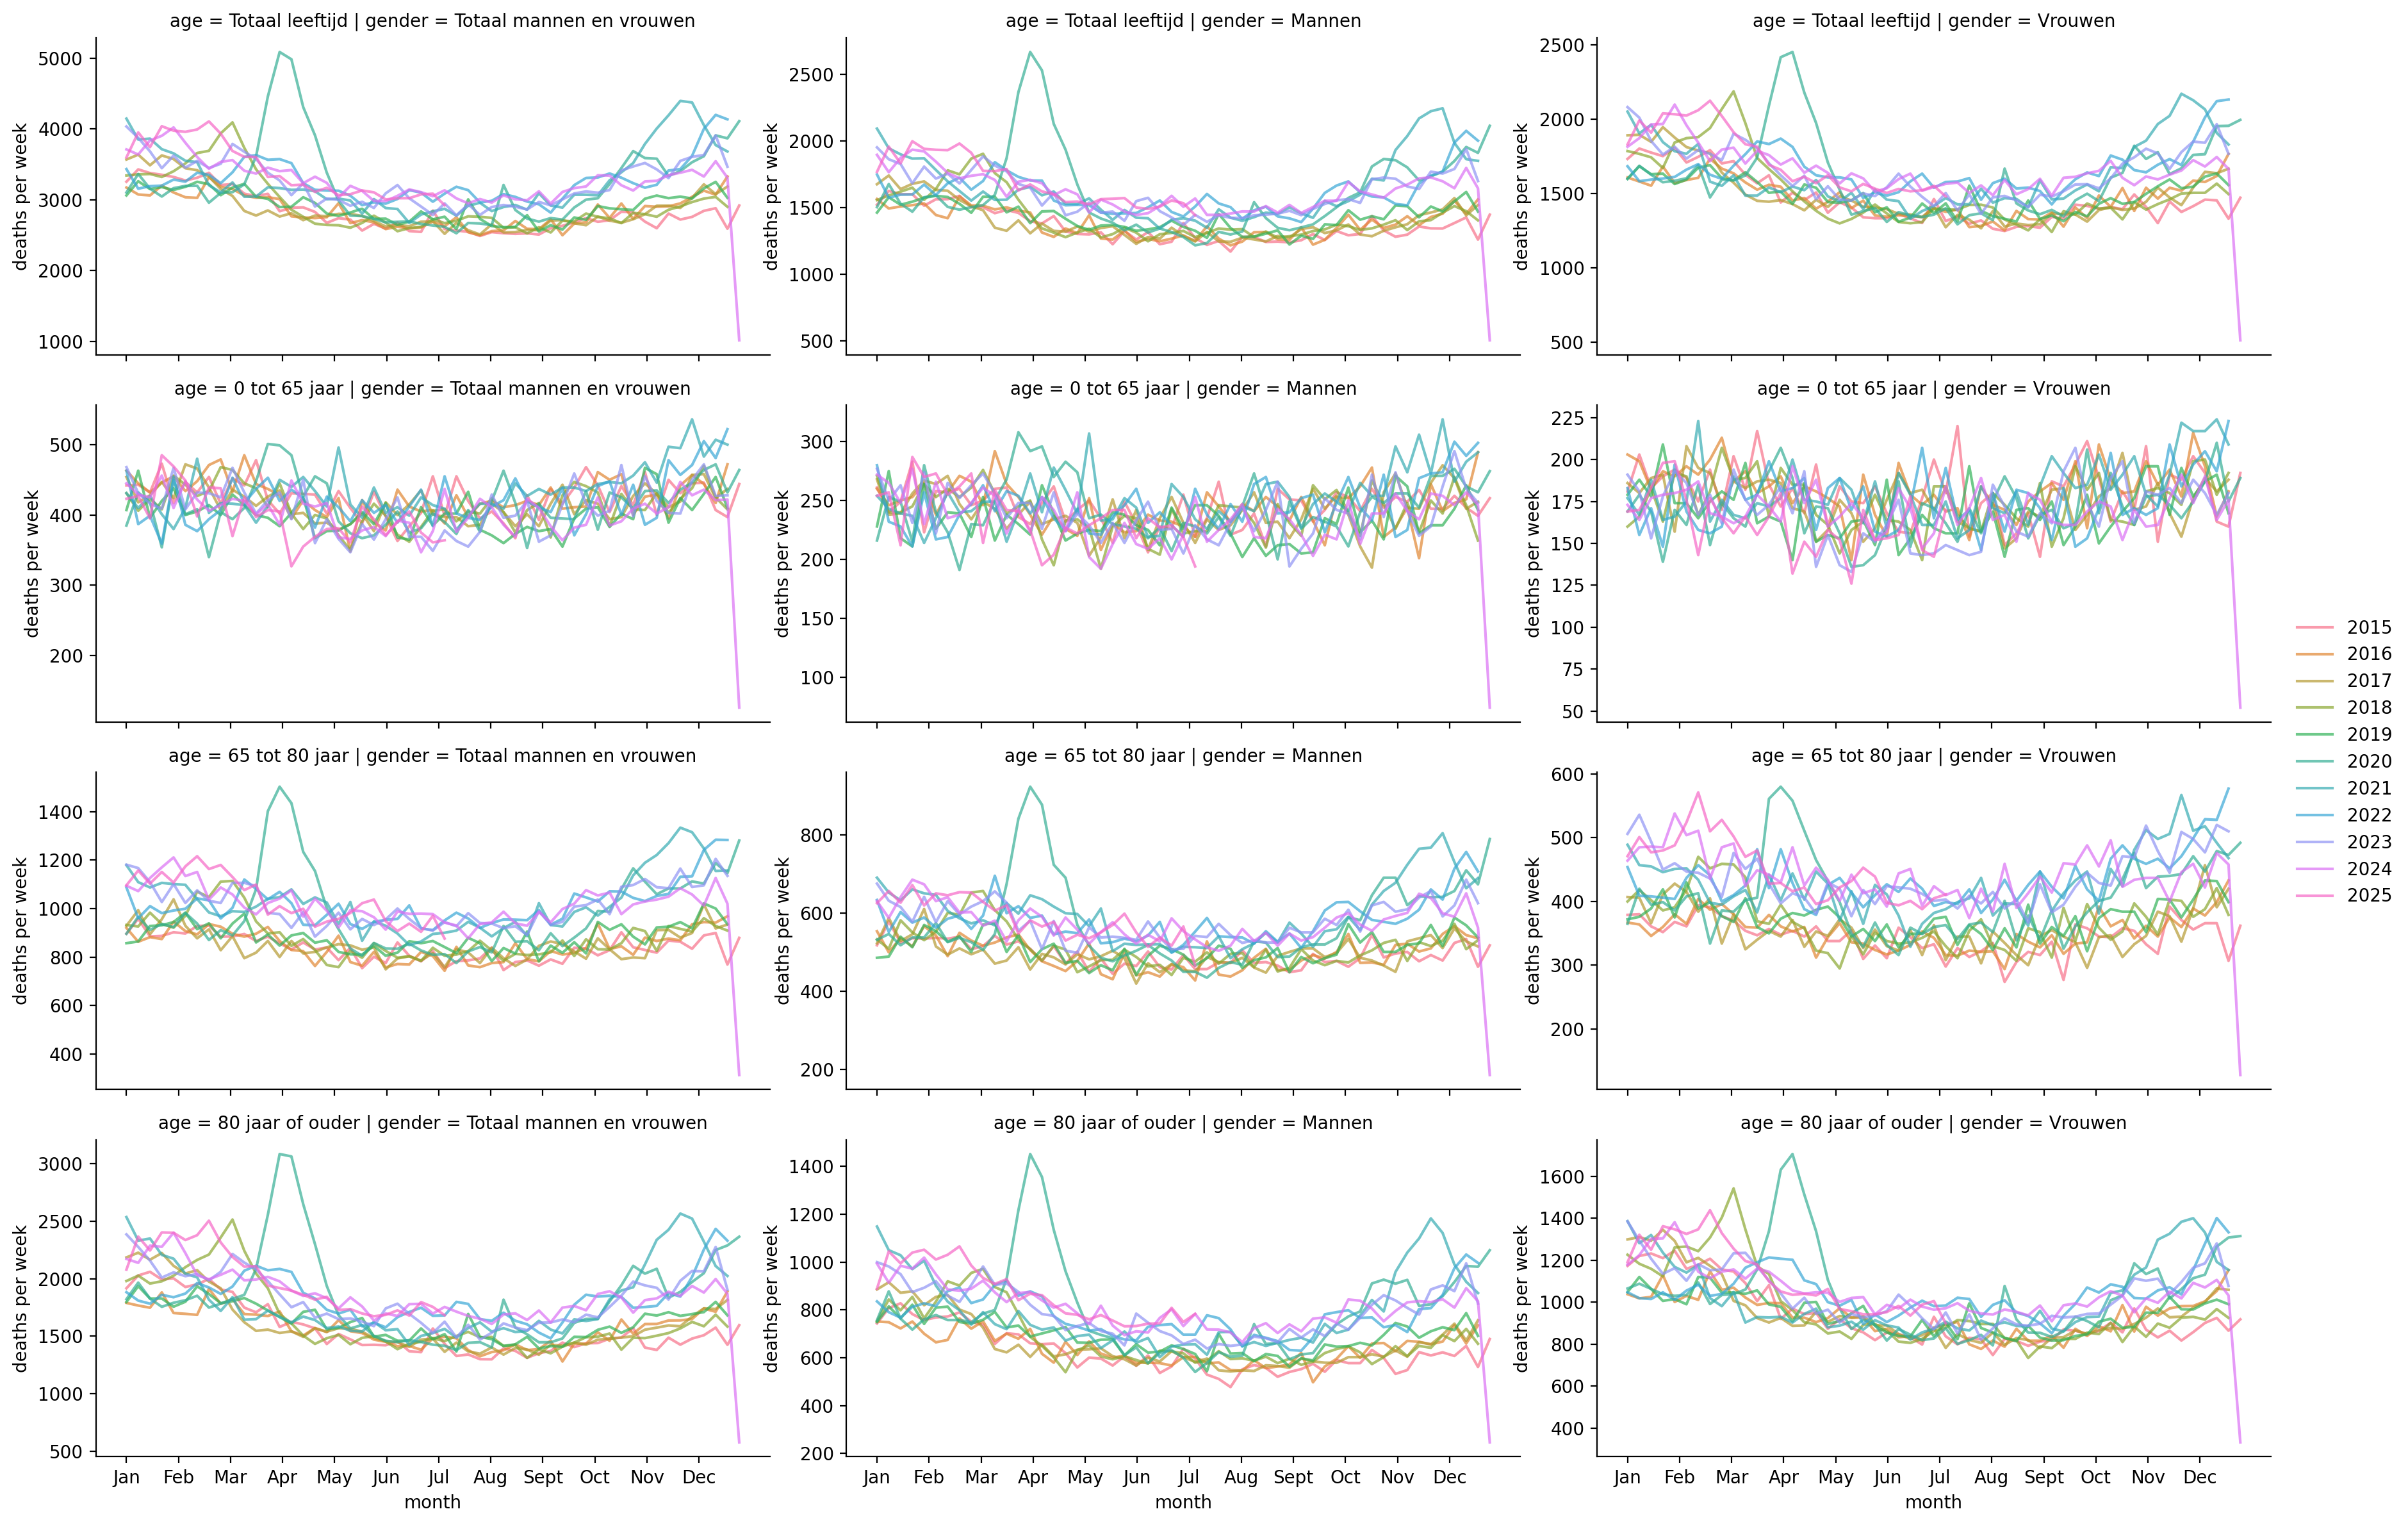 age = Totaal leeftijd | gender = Totaal mannen en vrouwen
age = Totaal leeftijd | gender = Mannen
age = Totaal leeftijd | gender = Vrouwen
deaths per week
5000
4000
3000
2000
1000
deaths per week
2500
2000
1500
1000
500
deaths per week
2500
2000
1500
1000
500
age = 0 tot 65 jaar | gender = Totaal mannen en vrouwen
age = 0 tot 65 jaar | gender = Mannen
age = 0 tot 65 jaar | gender = Vrouwen
deaths per week
500
400
300
200
deaths per week
300
250
200
150
100
deaths per week
225
200
175
150
125
100
75
50
age = 65 tot 80 jaar | gender = Totaal mannen en vrouwen
age = 65 tot 80 jaar | gender = Mannen
age = 65 tot 80 jaar | gender = Vrouwen
deaths per week
1400
1200
1000
800
600
400
deaths per week
800
600
400
200
deaths per week
600
500
400
300
200
age = 80 jaar of ouder | gender = Totaal mannen en vrouwen
age = 80 jaar of ouder | gender = Mannen
age = 80 jaar of ouder | gender = Vrouwen
deaths per week
3000
2500
2000
1500
1000
500
deaths per week
1400
1200
1000
800
600
400
200
deaths per week
1600
1400
1200
1000
800
600
400
Jan Feb Mar Apr May Jun Jul Aug Sept Oct Nov Dec
month
Jan Feb Mar Apr May Jun Jul Aug Sept Oct Nov Dec
month
Jan Feb Mar Apr May Jun Jul Aug Sept Oct Nov Dec
month
2015
2016
2017
2018
2019
2020
2021
2022
2023
2024
2025